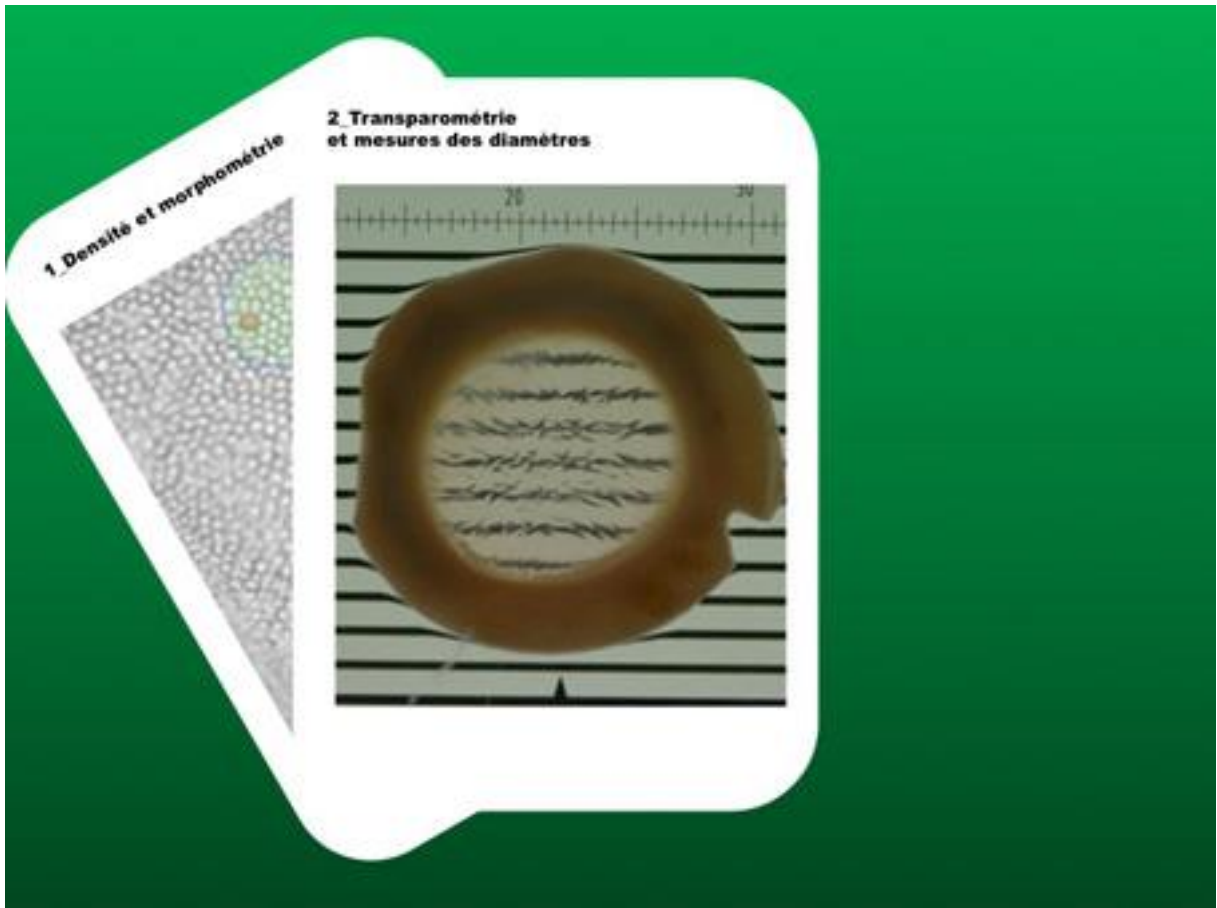 1_Densité et morphométrie
2_Transparométrie
et mesures des diamètres
20
30